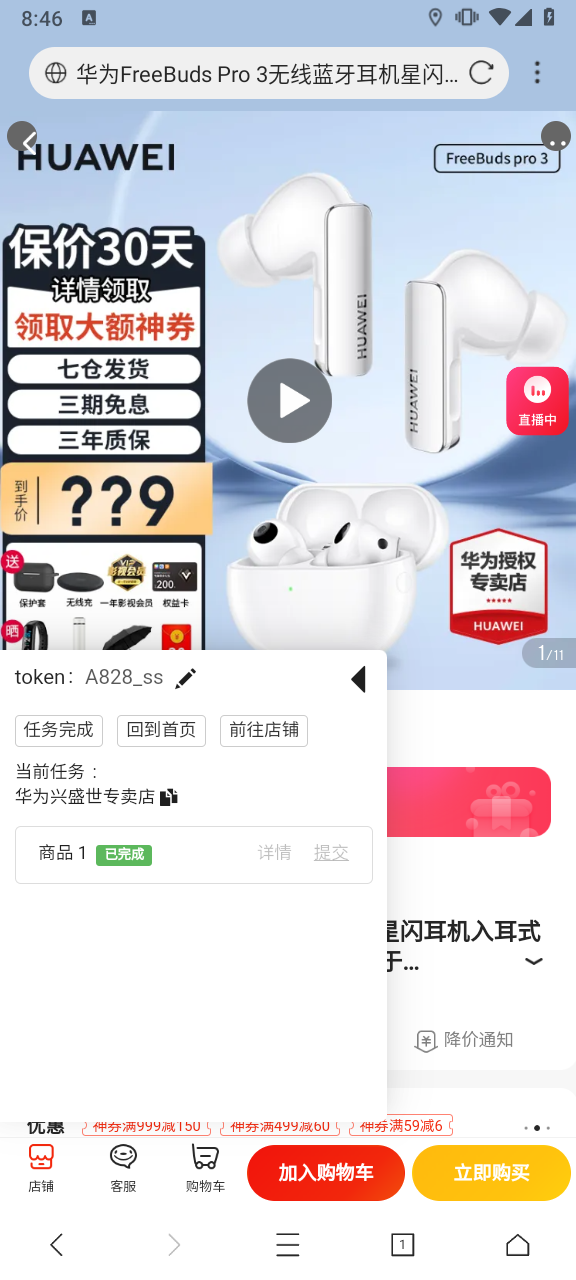 8:46
华为FreeBuds Pro 3无线蓝牙耳机星闪...
HUAWEI
FreeBuds pro 3
保价30天
详情领取
领取大额神券
七仓发货
三期免息
三年质保
到手价
??9
HUAWEI
HUAWEI
直播中
送
VIP
影视会员
200
保护套
无线充
一年影视会员
权益卡
晒
华为授权
专卖店
HUAWEI
1/11
token：A828_ss
任务完成
回到首页
前往店铺
当前任务：
华为兴盛世专卖店
商品 1 已完成 详情 提交
星闪耳机入耳式
于...
降价通知
优惠
神券满999减150
神券满499减60
神券满59减6
店铺
客服
购物车
加入购物车
立即购买
1